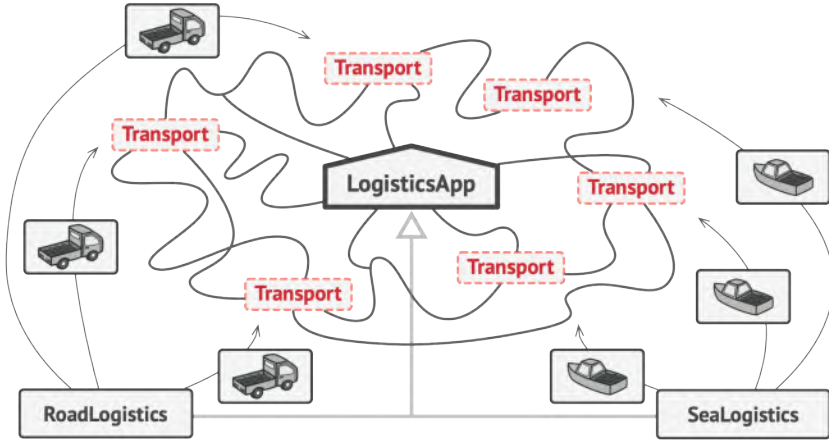 Transport
Transport
Transport
LogisticsApp
Transport
Transport
Transport
RoadLogistics
SeaLogistics